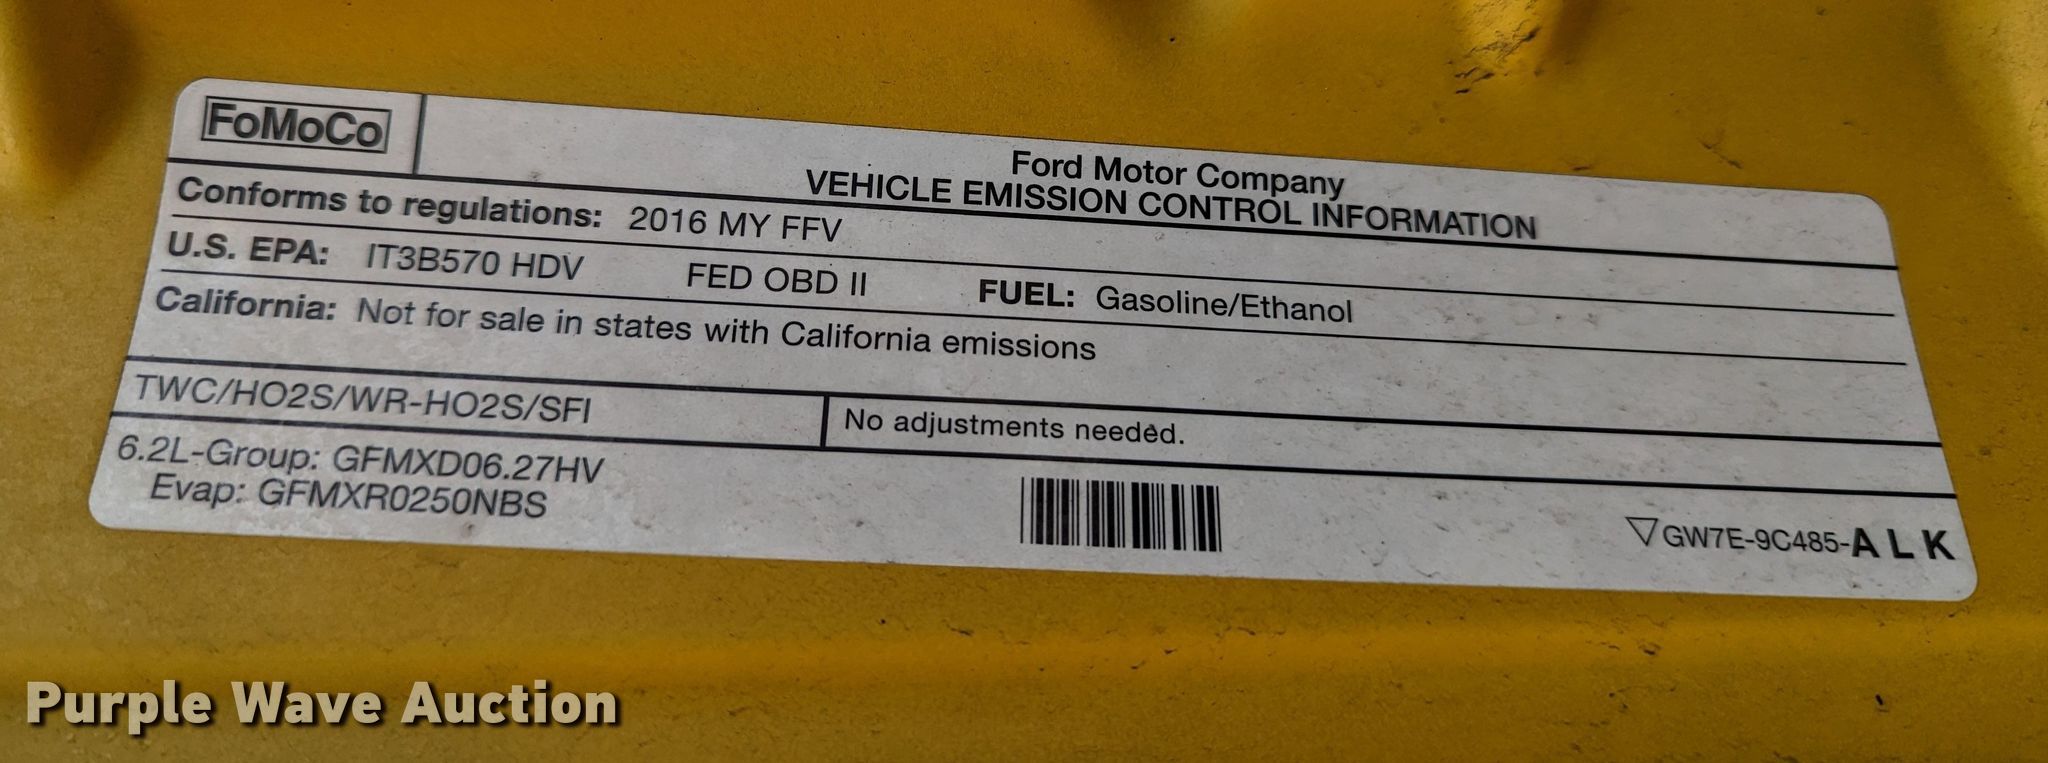 FoMoCo
Ford Motor Company
VEHICLE EMISSION CONTROL INFORMATION
Conforms to regulations: 2016 MY FFV
U.S. EPA: IT3B570 HDV FED OBD II FUEL: Gasoline/Ethanol
California: Not for sale in states with California emissions
TWC/HO2S/WR-HO2S/SFI
No adjustments needed.
6.2L-Group: GFMXD06.27HV
Evap: GFMXR0250NBS
GW7E-9C485-A L K
Purple Wave Auction